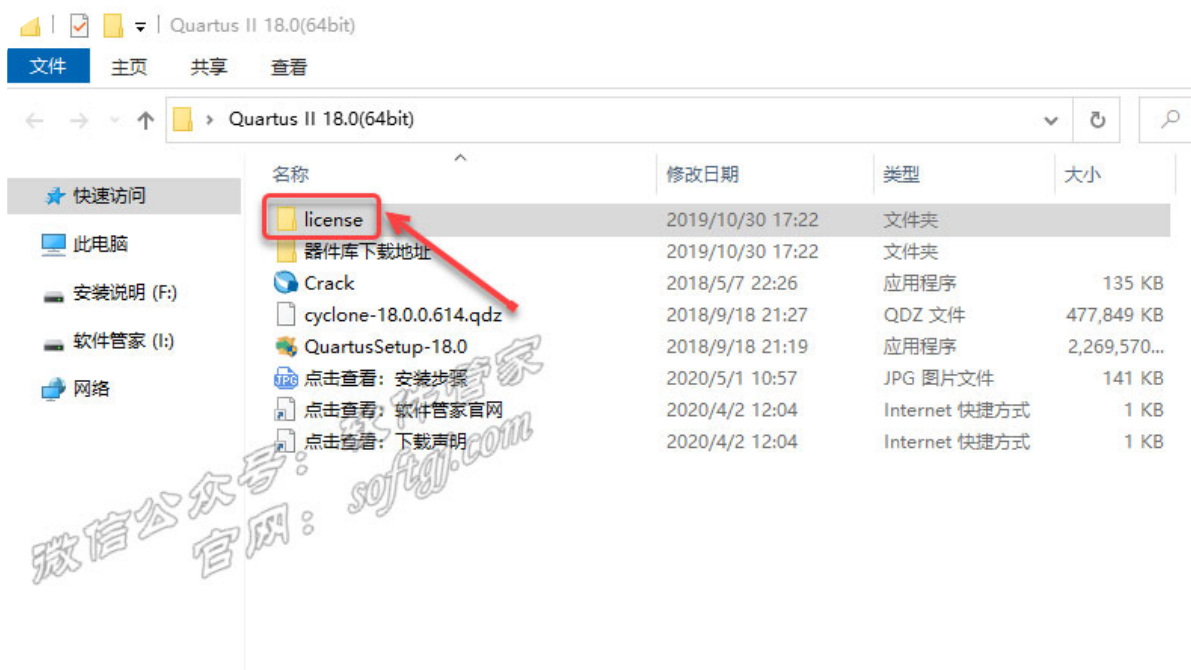 Quartus II 18.0(64bit)
文件 主页 共享 查看
Quartus II 18.0(64bit)
名称 修改日期 类型 大小
快速访问
此电脑
安装说明 (F:)
软件管家 (I:)
网络
license 2019/10/30 17:22 文件夹
器件库下载地址 2019/10/30 17:22 文件夹
Crack 2018/5/7 22:26 应用程序 135 KB
cyclone-18.0.0.614.qdz 2018/9/18 21:27 QDZ 文件 477,849 KB
QuartusSetup-18.0 2018/9/18 21:19 应用程序 2,269,570...
JPG 点击查看：安装步骤 2020/5/1 10:57 JPG 图片文件 141 KB
点击查看：软件管家官网 2020/4/2 12:04 Internet 快捷方式 1 KB
点击查看：下载声明 2020/4/2 12:04 Internet 快捷方式 1 KB
微信公众号：软件管家
官网：softgj.com